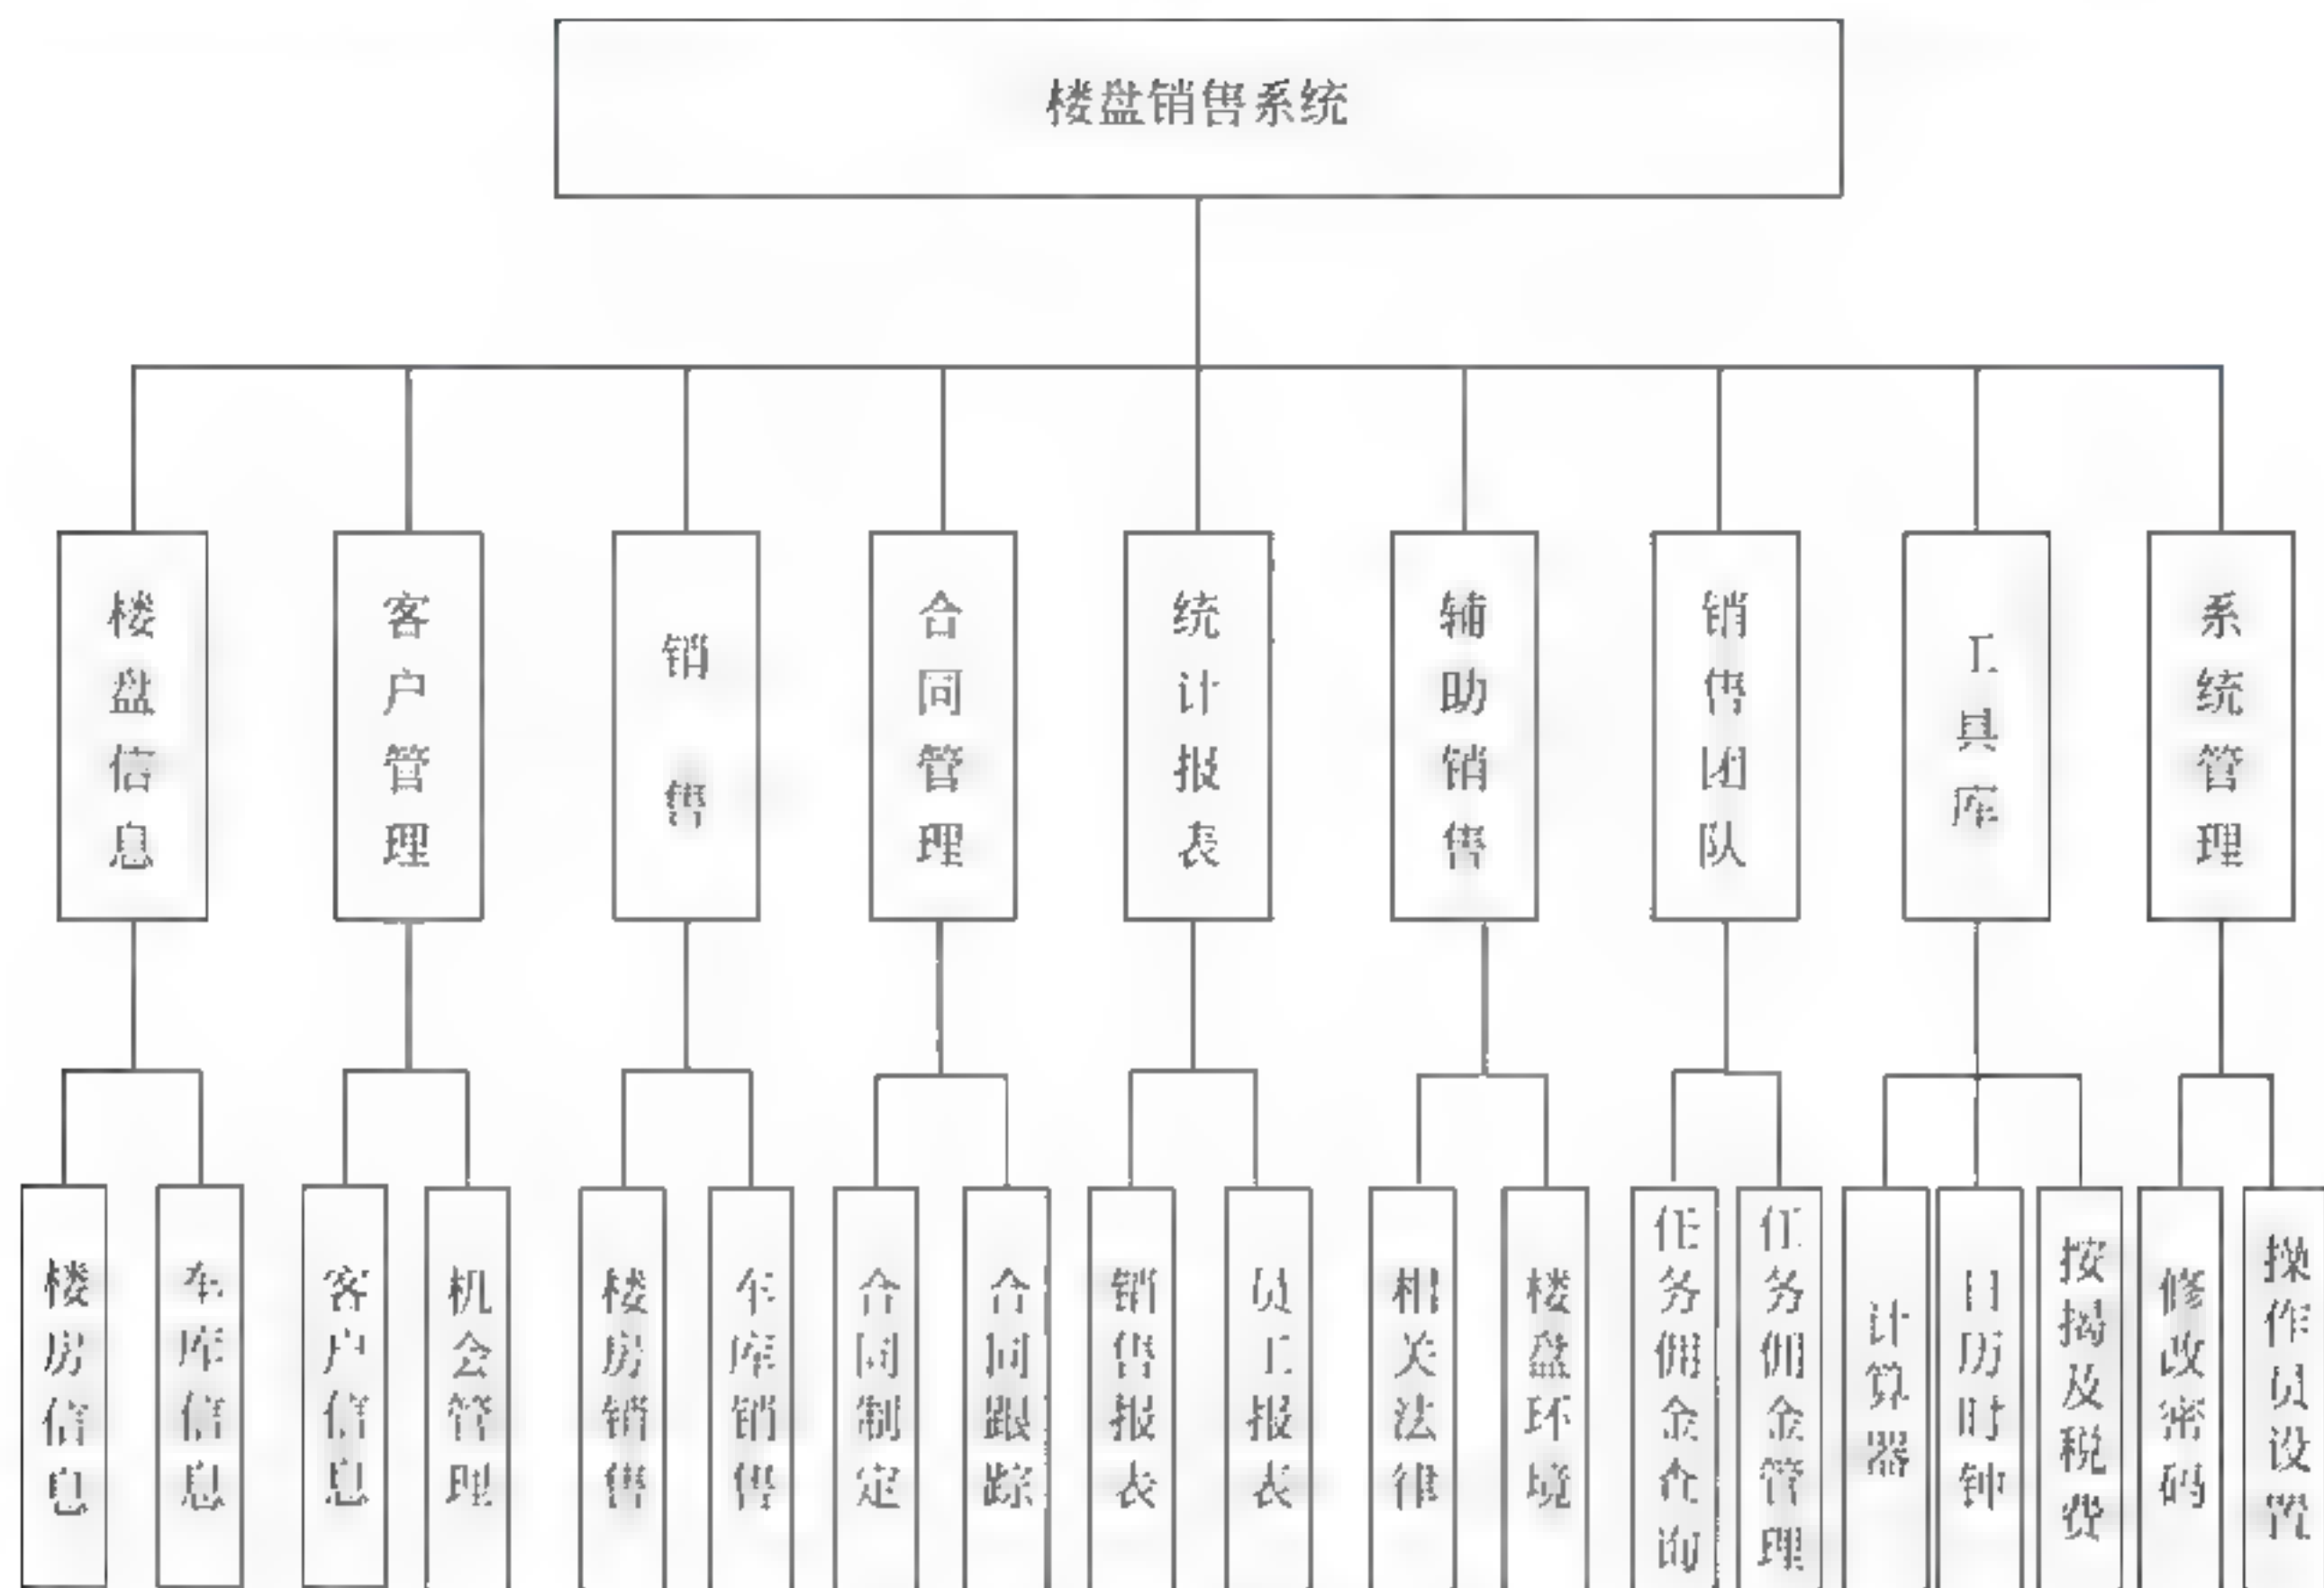 楼盘销售系统
楼盘信息
客户管理
销售
合同管理
统计报表
辅助销售
销售团队
工具库
系统管理
楼房信息
车库信息
客户信息
机会管理
楼房销售
车库销售
合同制定
合同跟踪
销售报表
员工报表
相关法律
楼盘环境
任务佣金查询
任务佣金管理
计算器
日历时钟
按揭及税费
修改密码
操作员设置